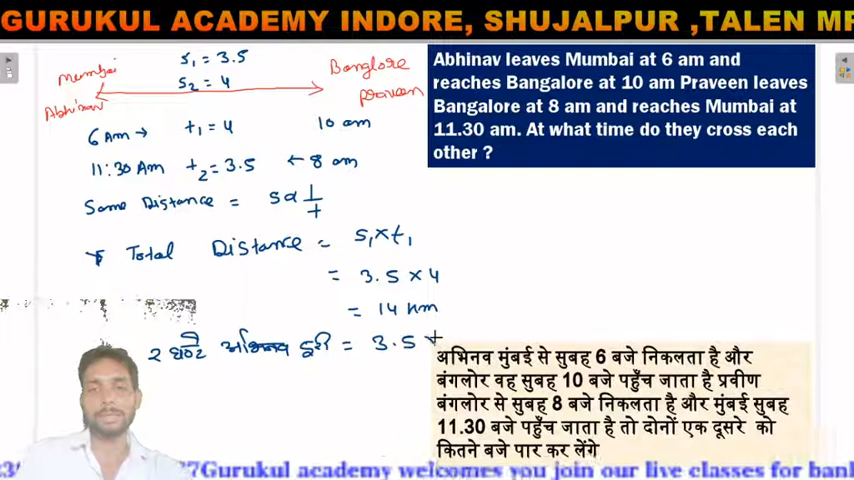 GURUKUL ACADEMY INDORE, SHUJALPUR ,TALEN MP
S₁ = 3.5
S₂ = 4
Mumbai
Banglore
Abhinav
Praveen
6 Am → t₁ = 4 10 am
11:30 Am t₂ = 3.5 ← 8 am
Same Distance = S α 1/t
Total Distance = S₁ x t₁
= 3.5 x 4
= 14 km
2 घण्टे अभिनव दूरी = 3.5
Abhinav leaves Mumbai at 6 am and
reaches Bangalore at 10 am Praveen leaves
Bangalore at 8 am and reaches Mumbai at
11.30 am. At what time do they cross each
other ?
अभिनव मुंबई से सुबह 6 बजे निकलता है और
बंगलोर वह सुबह 10 बजे पहुँच जाता है प्रवीण
बंगलोर से सुबह 8 बजे निकलता है और मुंबई सुबह
11.30 बजे पहुँच जाता है तो दोनों एक दूसरे को
कितने बजे पार कर लेंगे
7Gurukul academy welcomes you join our live classes for ban